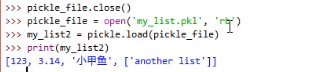 >>> pickle_file.close()
>>> pickle_file = open('my_list.pkl', 'rb')
>>> my_list2 = pickle.load(pickle_file)
>>> print(my_list2)
[123, 3.14, '小甲鱼', ['another list']]